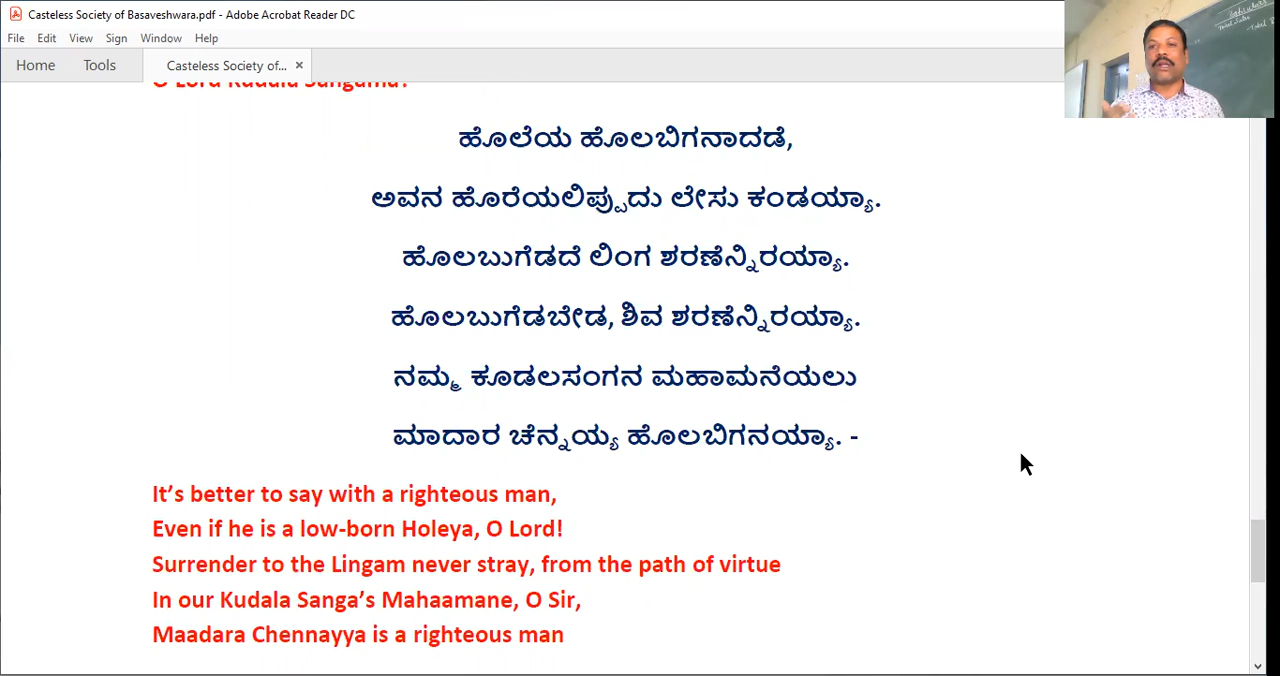 Casteless Society of Basaveshwara.pdf - Adobe Acrobat Reader DC
File Edit View Sign Window Help
Home Tools Casteless Society of... ×
O Lord Kudala Sangama!
ಹೊಲೆಯ ಹೊಲಬಿಗನಾದಡೆ,
ಅವನ ಹೊರೆಯಲಿಪ್ಪುದು ಲೇಸು ಕಂಡಯ್ಯಾ.
ಹೊಲಬುಗೆಡದೆ ಲಿಂಗ ಶರಣೆನ್ನಿರಯ್ಯಾ.
ಹೊಲಬುಗೆಡಬೇಡ, ಶಿವ ಶರಣೆನ್ನಿರಯ್ಯಾ.
ನಮ್ಮ ಕೂಡಲಸಂಗನ ಮಹಾಮನೆಯಲು
ಮಾದಾರ ಚೆನ್ನಯ್ಯ ಹೊಲಬಿಗನಯ್ಯಾ. -
It's better to say with a righteous man,
Even if he is a low-born Holeya, O Lord!
Surrender to the Lingam never stray, from the path of virtue
In our Kudala Sanga's Mahaamane, O Sir,
Maadara Chennayya is a righteous man